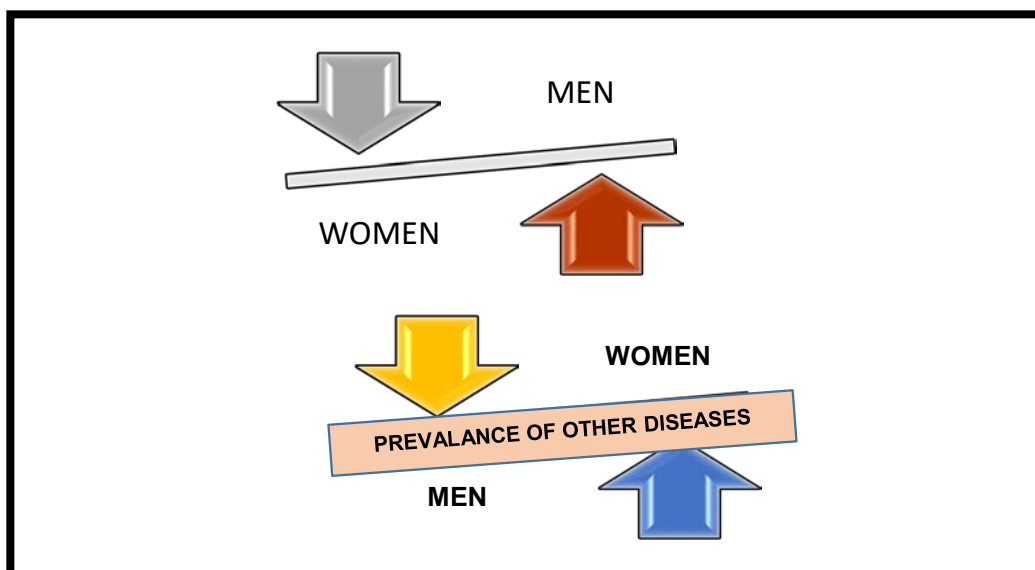 MEN
WOMEN
WOMEN
PREVALANCE OF OTHER DISEASES
MEN